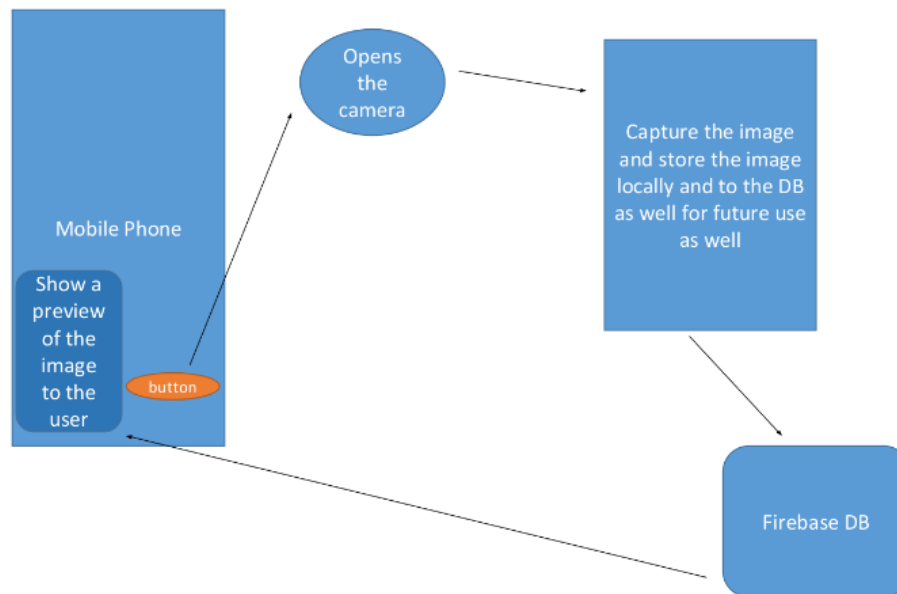 Opens
the
camera
Capture the image
and store the image
locally and to the DB
as well for future use
as well
Mobile Phone
Show a
preview
of the
image
to the
user
button
Firebase DB